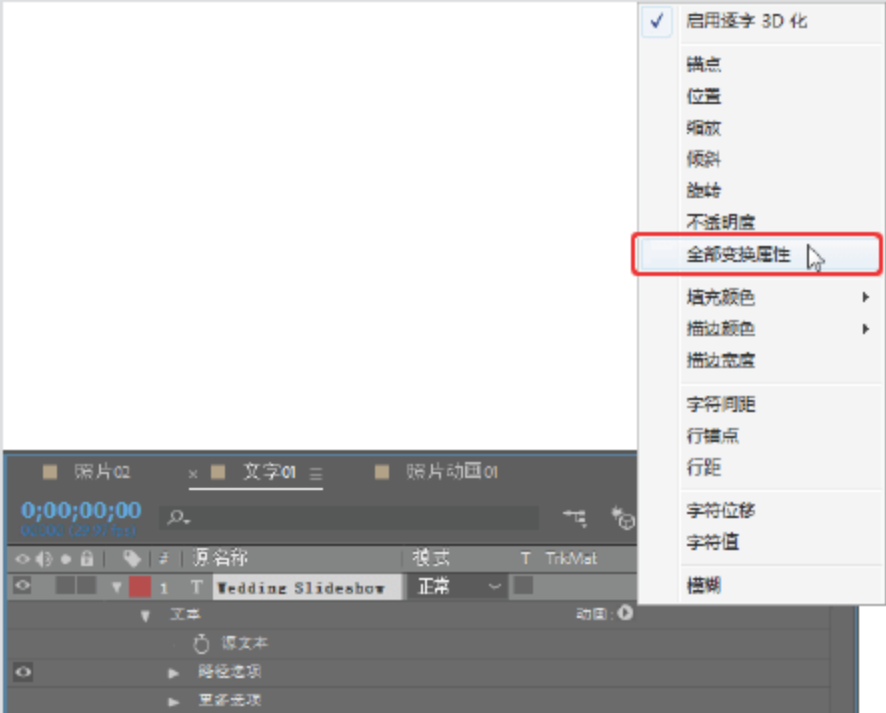 启用逐字 3D 化
锚点
位置
缩放
倾斜
旋转
不透明度
全部变换属性
填充颜色
描边颜色
描边宽度
字符间距
行锚点
行距
字符位移
字符值
模糊
照片02
× 文字01
照片动画01
0;00;00;00
00000 (29.97 fps)
# 源名称 模式 T TrkMat
1 T Wedding Slideshow 正常
文本 动画:
源文本
路径选项
更多选项